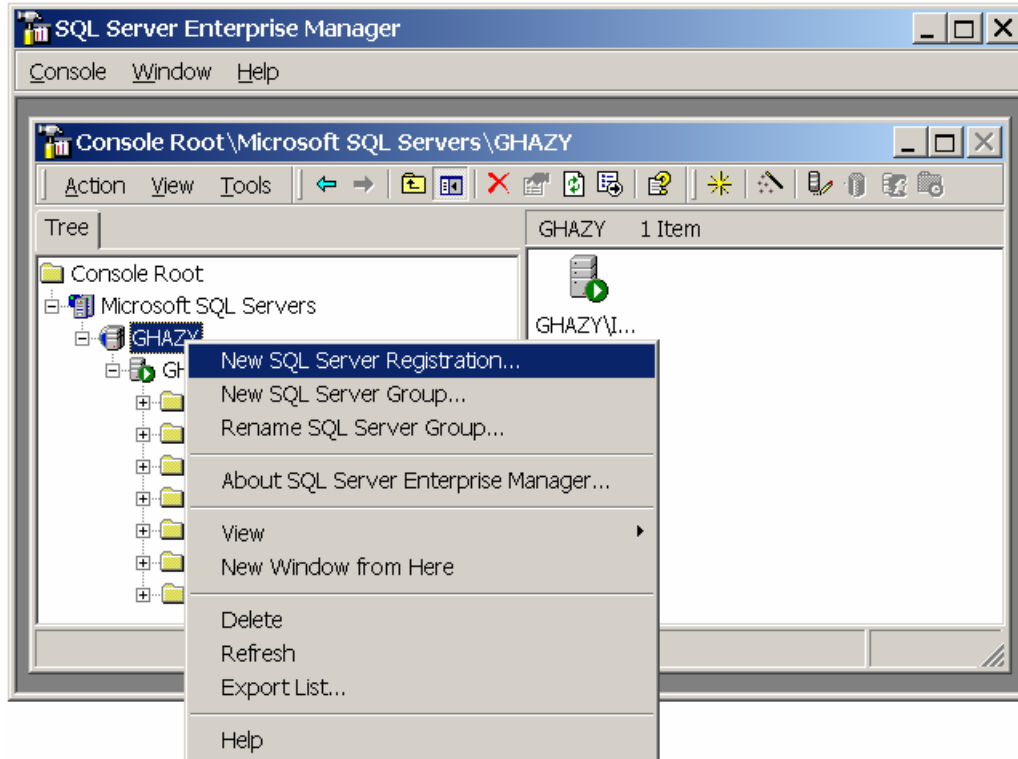 SQL Server Enterprise Manager
Console Window Help
Console Root\Microsoft SQL Servers\GHAZY
Action View Tools
Tree
GHAZY 1 Item
Console Root
Microsoft SQL Servers
GHAZY
GH
GHAZY\I...
New SQL Server Registration...
New SQL Server Group...
Rename SQL Server Group...
About SQL Server Enterprise Manager...
View
New Window from Here
Delete
Refresh
Export List...
Help